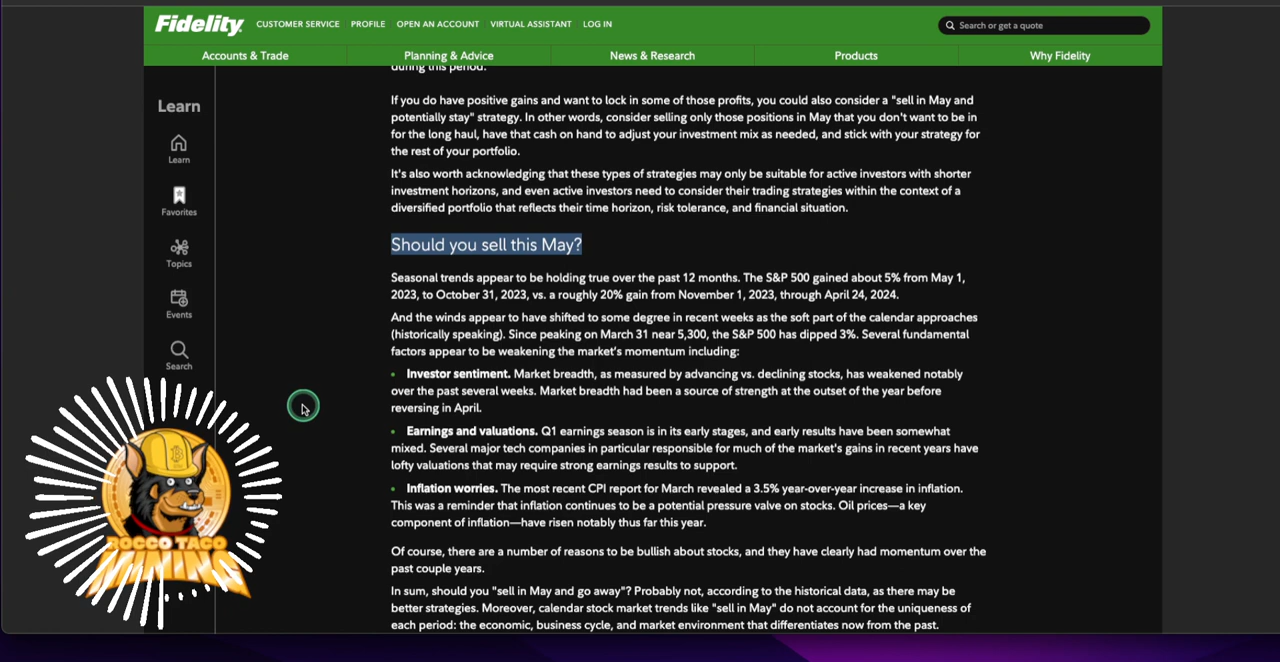 Fidelity
CUSTOMER SERVICE PROFILE OPEN AN ACCOUNT VIRTUAL ASSISTANT LOG IN
Search or get a quote
Accounts & Trade Planning & Advice News & Research Products Why Fidelity
during this period.
Learn
Learn
Favorites
Topics
Events
Search
If you do have positive gains and want to lock in some of those profits, you could also consider a "sell in May and
potentially stay" strategy. In other words, consider selling only those positions in May that you don't want to be in
for the long haul, have that cash on hand to adjust your investment mix as needed, and stick with your strategy for
the rest of your portfolio.
It's also worth acknowledging that these types of strategies may only be suitable for active investors with shorter
investment horizons, and even active investors need to consider their trading strategies within the context of a
diversified portfolio that reflects their time horizon, risk tolerance, and financial situation.
Should you sell this May?
Seasonal trends appear to be holding true over the past 12 months. The S&P 500 gained about 5% from May 1,
2023, to October 31, 2023, vs. a roughly 20% gain from November 1, 2023, through April 24, 2024.
And the winds appear to have shifted to some degree in recent weeks as the soft part of the calendar approaches
(historically speaking). Since peaking on March 31 near 5,300, the S&P 500 has dipped 3%. Several fundamental
factors appear to be weakening the market's momentum including:
• Investor sentiment. Market breadth, as measured by advancing vs. declining stocks, has weakened notably
over the past several weeks. Market breadth had been a source of strength at the outset of the year before
reversing in April.
• Earnings and valuations. Q1 earnings season is in its early stages, and early results have been somewhat
mixed. Several major tech companies in particular responsible for much of the market's gains in recent years have
lofty valuations that may require strong earnings results to support.
• Inflation worries. The most recent CPI report for March revealed a 3.5% year-over-year increase in inflation.
This was a reminder that inflation continues to be a potential pressure valve on stocks. Oil prices—a key
component of inflation—have risen notably thus far this year.
Of course, there are a number of reasons to be bullish about stocks, and they have clearly had momentum over the
past couple years.
In sum, should you "sell in May and go away"? Probably not, according to the historical data, as there may be
better strategies. Moreover, calendar stock market trends like "sell in May" do not account for the uniqueness of
each period: the economic, business cycle, and market environment that differentiates now from the past.
ROCCO TACO
MINING